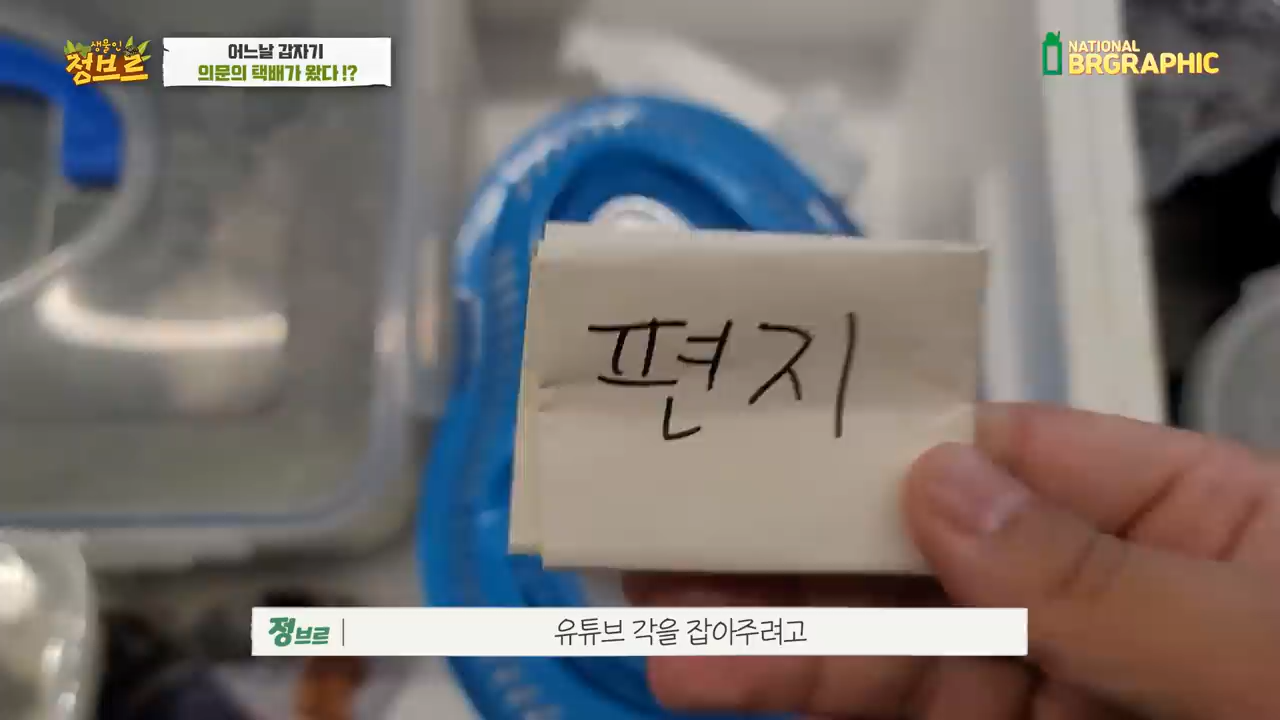 생물인
정브르
어느날 갑자기
의문의 택배가 왔다!?
NATIONAL
BRGRAPHIC
편지
정브르
유튜브 각을 잡아주려고